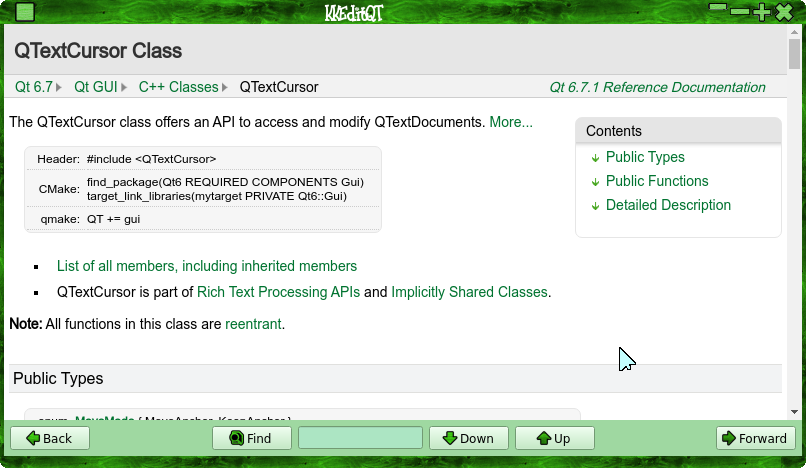 KKEditQT
QTextCursor Class
Qt 6.7 Qt GUI C++ Classes QTextCursor Qt 6.7.1 Reference Documentation
The QTextCursor class offers an API to access and modify QTextDocuments. More...
Contents
Public Types
Public Functions
Detailed Description
Header: #include <QTextCursor>
CMake: find_package(Qt6 REQUIRED COMPONENTS Gui)
target_link_libraries(mytarget PRIVATE Qt6::Gui)
qmake: QT += gui
List of all members, including inherited members
QTextCursor is part of Rich Text Processing APIs and Implicitly Shared Classes.
Note: All functions in this class are reentrant.
Public Types
enum MoveMode { MoveAnchor, KeepAnchor }
Back Find Down Up Forward